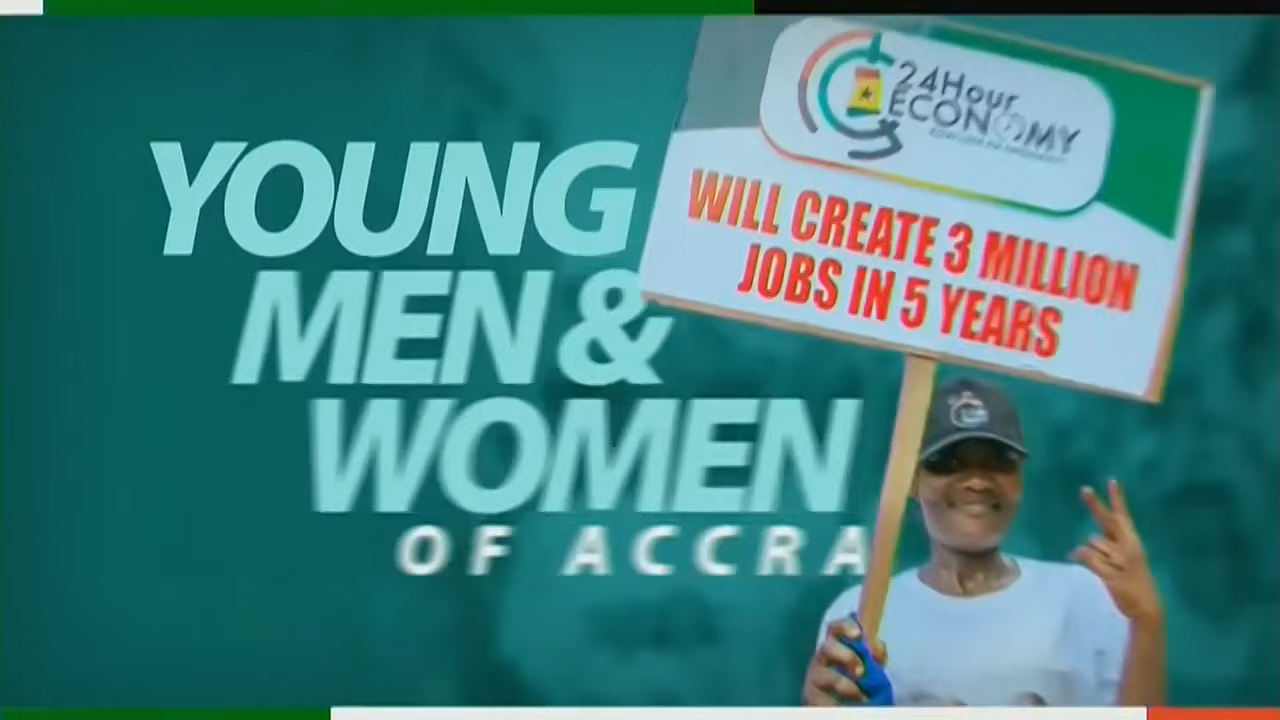 YOUNG
MEN &
WOMEN
OF ACCRA
24Hour
ECONOMY
WILL CREATE 3 MILLION
JOBS IN 5 YEARS